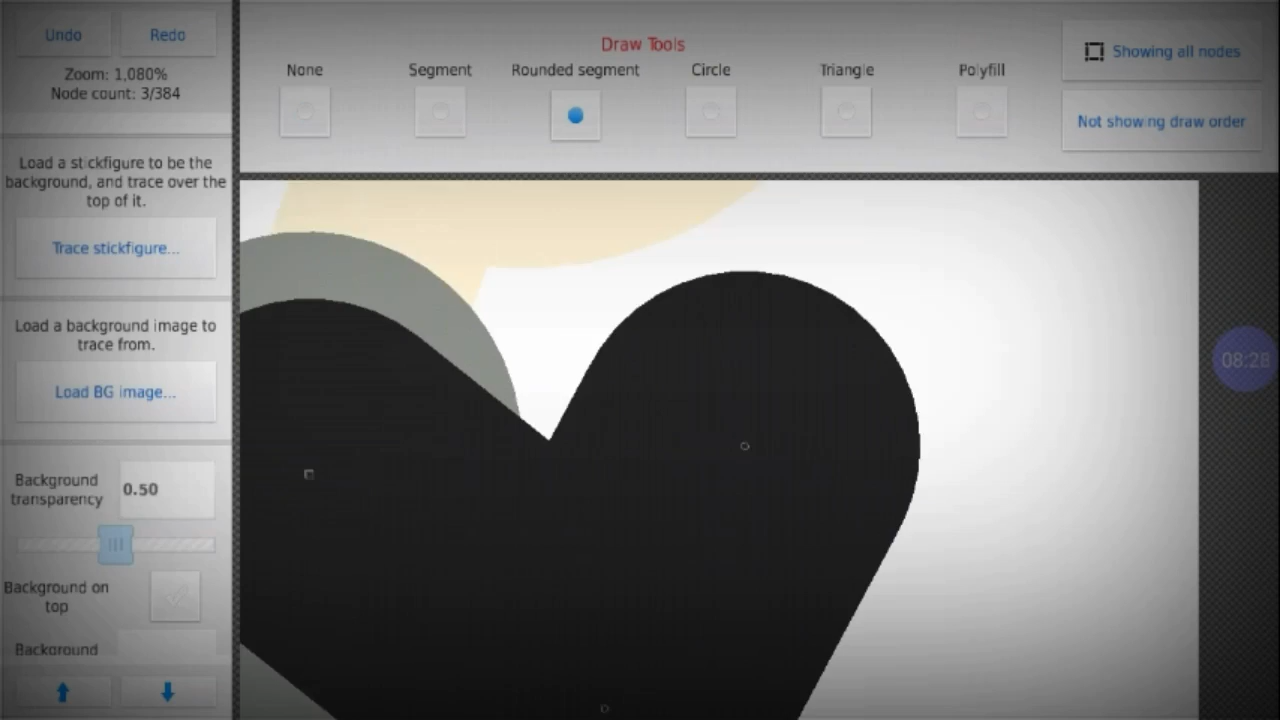 Undo
Redo
Zoom: 1,080%
Node count: 3/384
Load a stickfigure to be the
background, and trace over the
top of it.
Trace stickfigure...
Load a background image to
trace from.
Load BG image...
Background
transparency
0.50
Background on
top
Background
Draw Tools
None
Segment
Rounded segment
Circle
Triangle
Polyfill
Showing all nodes
Not showing draw order
08:28